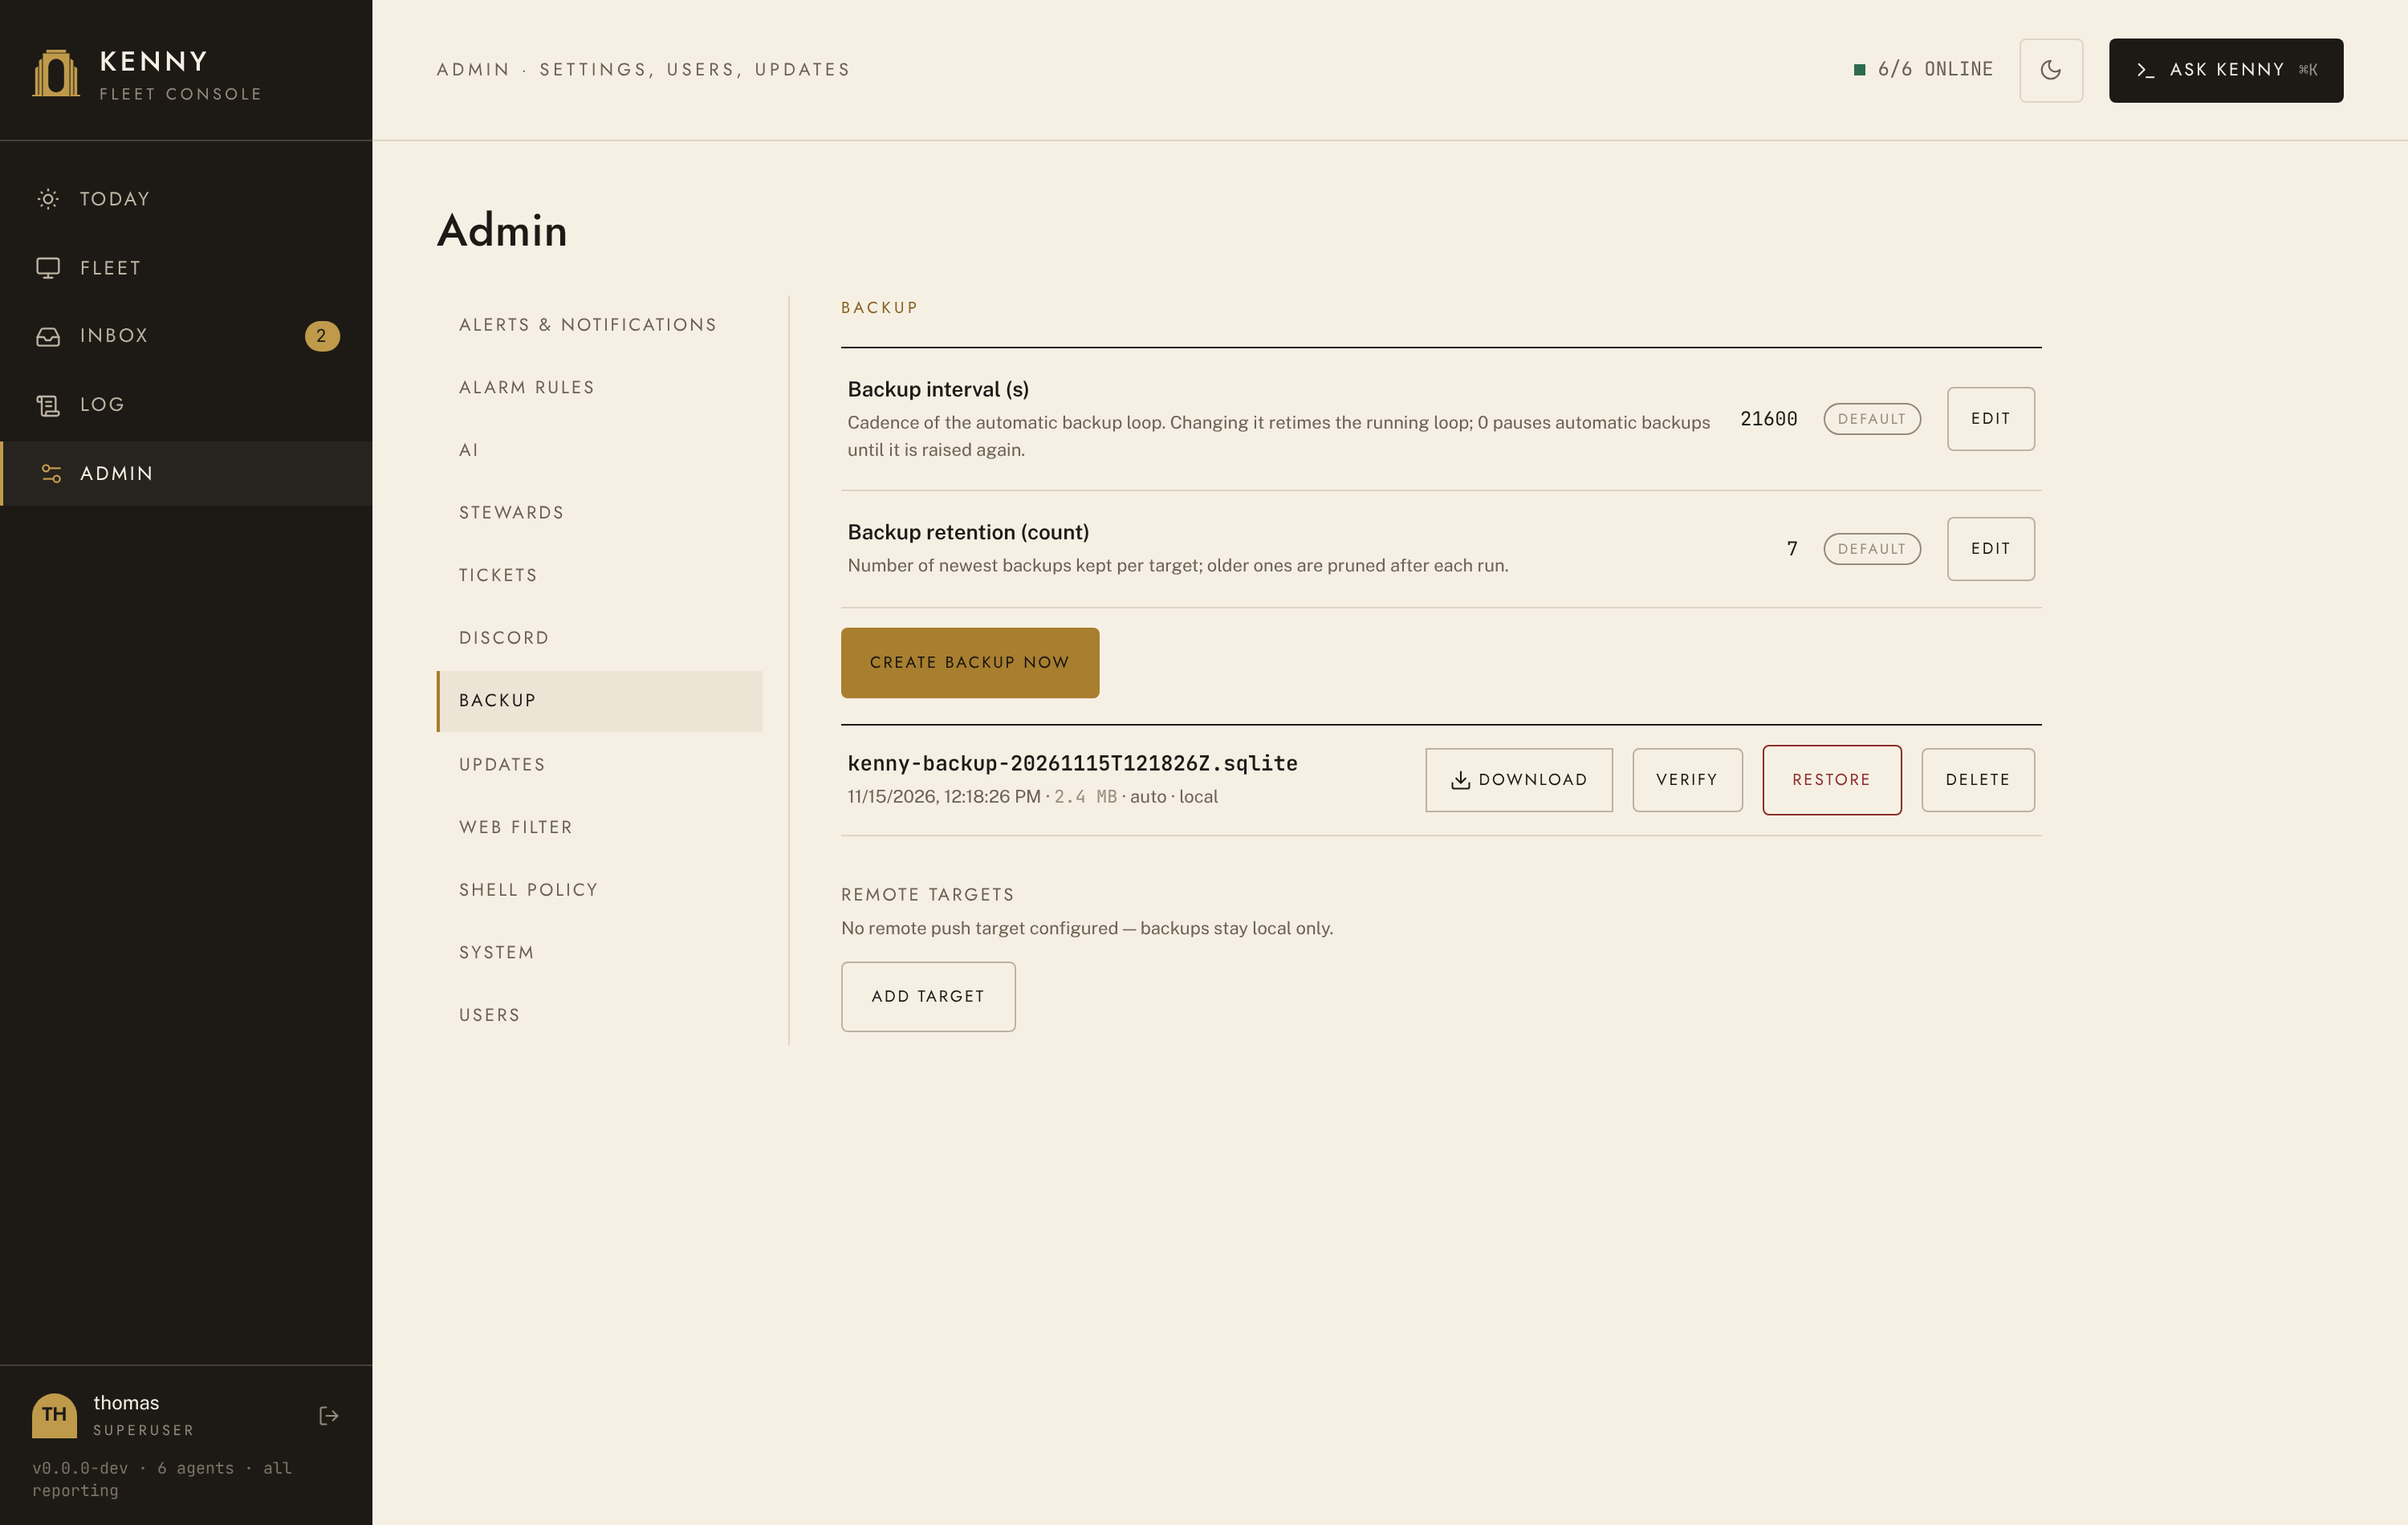 KENNY
FLEET CONSOLE
TODAY
FLEET
INBOX 2
LOG
ADMIN
TH thomas
SUPERUSER
v0.0.0-dev · 6 agents · all
reporting
ADMIN · SETTINGS, USERS, UPDATES
6/6 ONLINE
ASK KENNY ⌘K
Admin
ALERTS & NOTIFICATIONS
ALARM RULES
AI
STEWARDS
TICKETS
DISCORD
BACKUP
UPDATES
WEB FILTER
SHELL POLICY
SYSTEM
USERS
BACKUP
Backup interval (s)
Cadence of the automatic backup loop. Changing it retimes the running loop; 0 pauses automatic backups
until it is raised again.
21600 DEFAULT EDIT
Backup retention (count)
Number of newest backups kept per target; older ones are pruned after each run.
7 DEFAULT EDIT
CREATE BACKUP NOW
kenny-backup-20261115T121826Z.sqlite
11/15/2026, 12:18:26 PM · 2.4 MB · auto · local
DOWNLOAD VERIFY RESTORE DELETE
REMOTE TARGETS
No remote push target configured — backups stay local only.
ADD TARGET